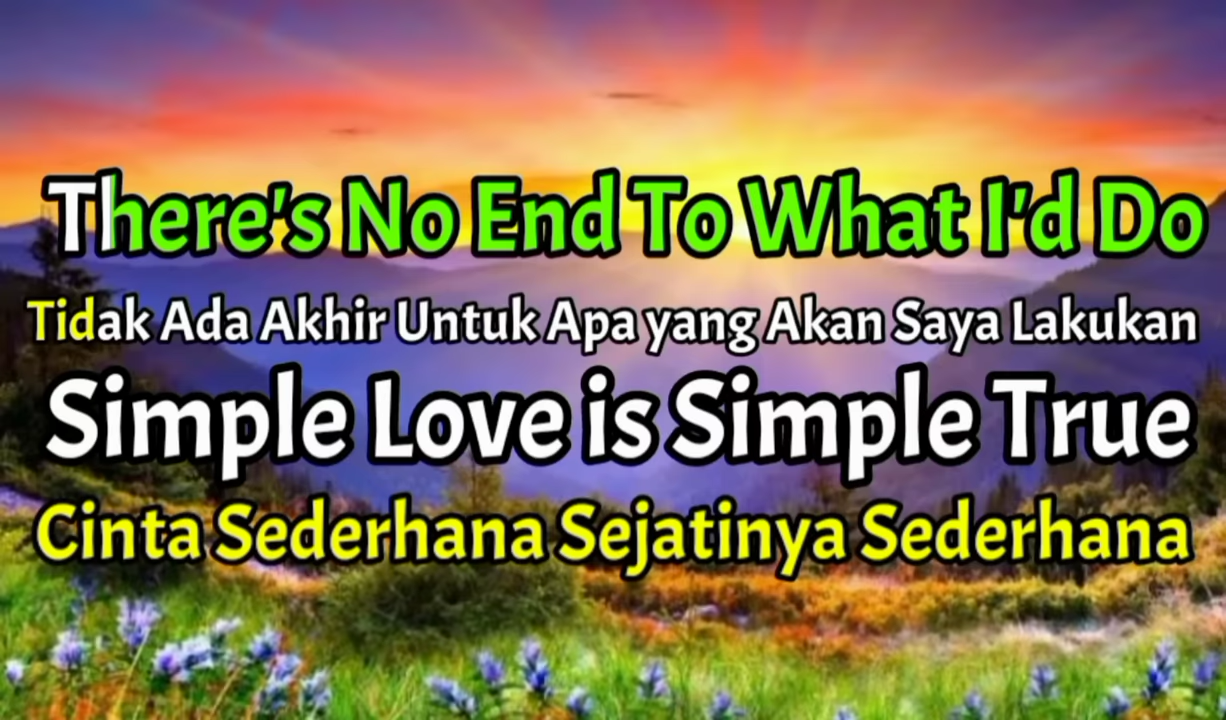 There's No End To What I'd Do
Tidak Ada Akhir Untuk Apa yang Akan Saya Lakukan
Simple Love is Simple True
Cinta Sederhana Sejatinya Sederhana